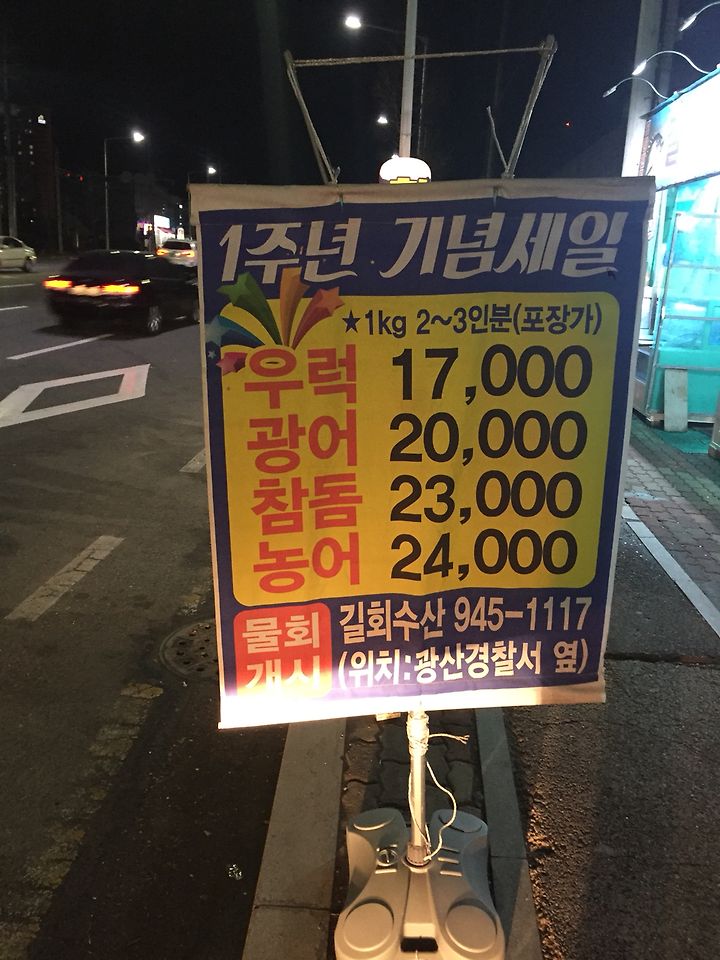 1주년 기념세일
★1kg 2~3인분(포장가)
우럭 17,000
광어 20,000
참돔 23,000
농어 24,000
물회
개시
길회수산 945-1117
(위치:광산경찰서 옆)